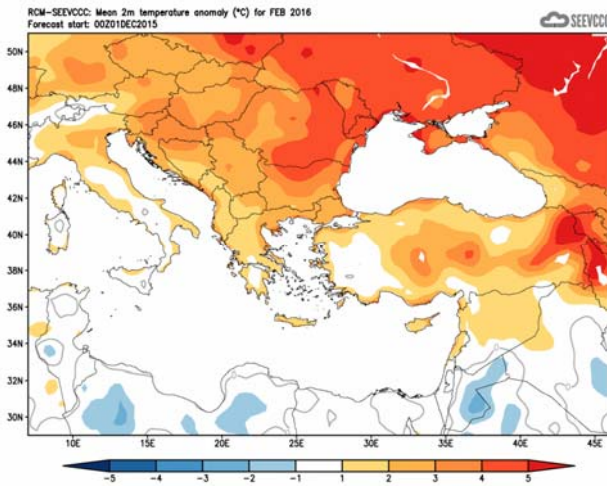 RCM-SEEVCCC: Mean 2m temperature anomaly (°C) for FEB 2016
Forecast start: 00Z01DEC2015
SEEVCCC
50N
48N
46N
44N
42N
40N
38N
36N
34N
32N
30N
10E 15E 20E 25E 30E 35E 40E 45E
-5 -4 -3 -2 -1 1 2 3 4 5